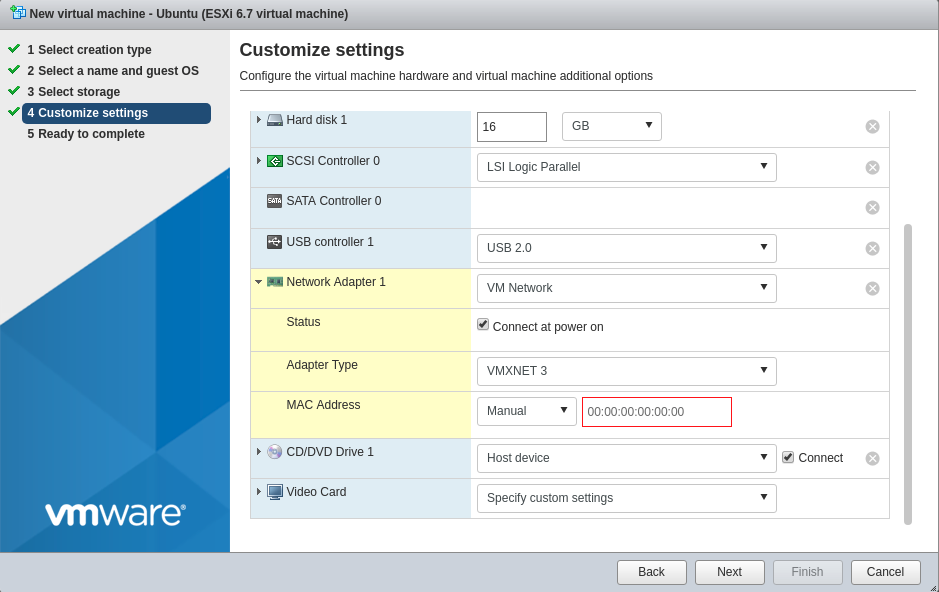 New virtual machine - Ubuntu (ESXi 6.7 virtual machine)
1 Select creation type
2 Select a name and guest OS
3 Select storage
4 Customize settings
5 Ready to complete
vmware®
Customize settings
Configure the virtual machine hardware and virtual machine additional options
Hard disk 1 16 GB
SCSI Controller 0 LSI Logic Parallel
SATA SATA Controller 0
USB controller 1 USB 2.0
Network Adapter 1 VM Network
Status Connect at power on
Adapter Type VMXNET 3
MAC Address Manual 00:00:00:00:00:00
CD/DVD Drive 1 Host device Connect
Video Card Specify custom settings
Back Next Finish Cancel